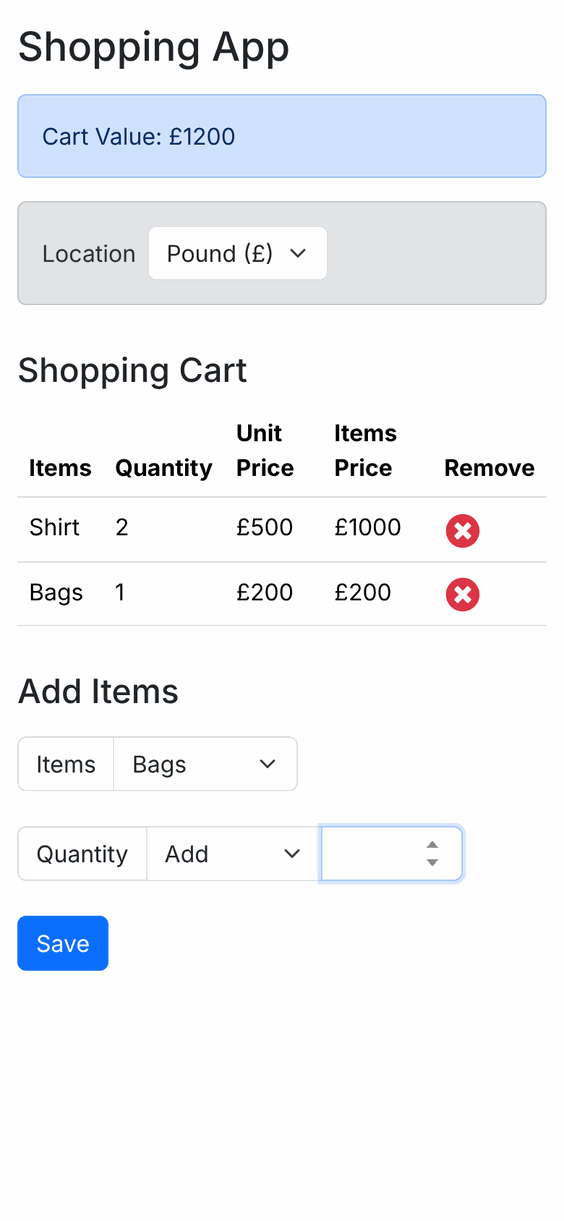 Shopping App
Cart Value: £1200
Location Pound (£)
Shopping Cart
Items Quantity Unit Price Items Price Remove
Shirt 2 £500 £1000
Bags 1 £200 £200
Add Items
Items Bags
Quantity Add
Save